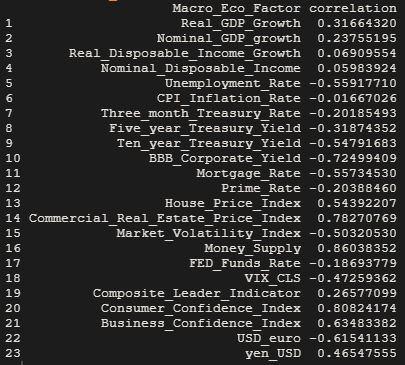 Macro_Eco_Factor correlation
1 Real_GDP_Growth 0.31664320
2 Nominal_GDP_growth 0.23755195
3 Real_Disposable_Income_Growth 0.06909554
4 Nominal_Disposable_Income 0.05983924
5 Unemployment_Rate -0.55917710
6 CPI_Inflation_Rate -0.01667026
7 Three_month_Treasury_Rate -0.20185493
8 Five_year_Treasury_Yield -0.31874352
9 Ten_year_Treasury_Yield -0.54791683
10 BBB_Corporate_Yield -0.72499409
11 Mortgage_Rate -0.55734530
12 Prime_Rate -0.20388460
13 House_Price_Index 0.54392207
14 Commercial_Real_Estate_Price_Index 0.78270769
15 Market_Volatility_Index -0.50320530
16 Money_Supply 0.86038352
17 FED_Funds_Rate -0.18693779
18 VIX_CLS -0.47259362
19 Composite_Leader_Indicator 0.26577099
20 Consumer_Confidence_Index 0.80824174
21 Business_Confidence_Index 0.63483382
22 USD_euro -0.61541133
23 yen_USD 0.46547555